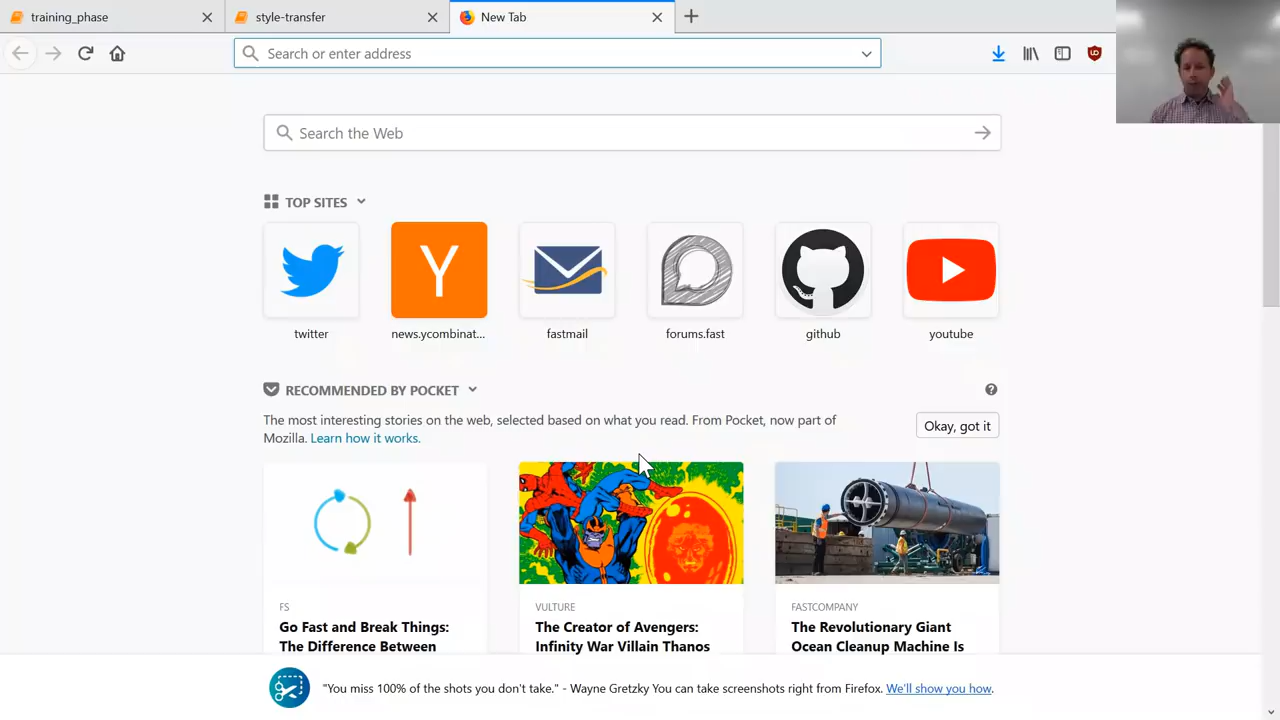 training_phase
style-transfer
New Tab
Search or enter address
Search the Web
TOP SITES
Y
twitter
news.ycombinat...
fastmail
forums.fast
github
youtube
RECOMMENDED BY POCKET
The most interesting stories on the web, selected based on what you read. From Pocket, now part of
Mozilla. Learn how it works.
Okay, got it
FS
Go Fast and Break Things:
The Difference Between
VULTURE
The Creator of Avengers:
Infinity War Villain Thanos
FASTCOMPANY
The Revolutionary Giant
Ocean Cleanup Machine Is
"You miss 100% of the shots you don't take." - Wayne Gretzky You can take screenshots right from Firefox. We'll show you how.